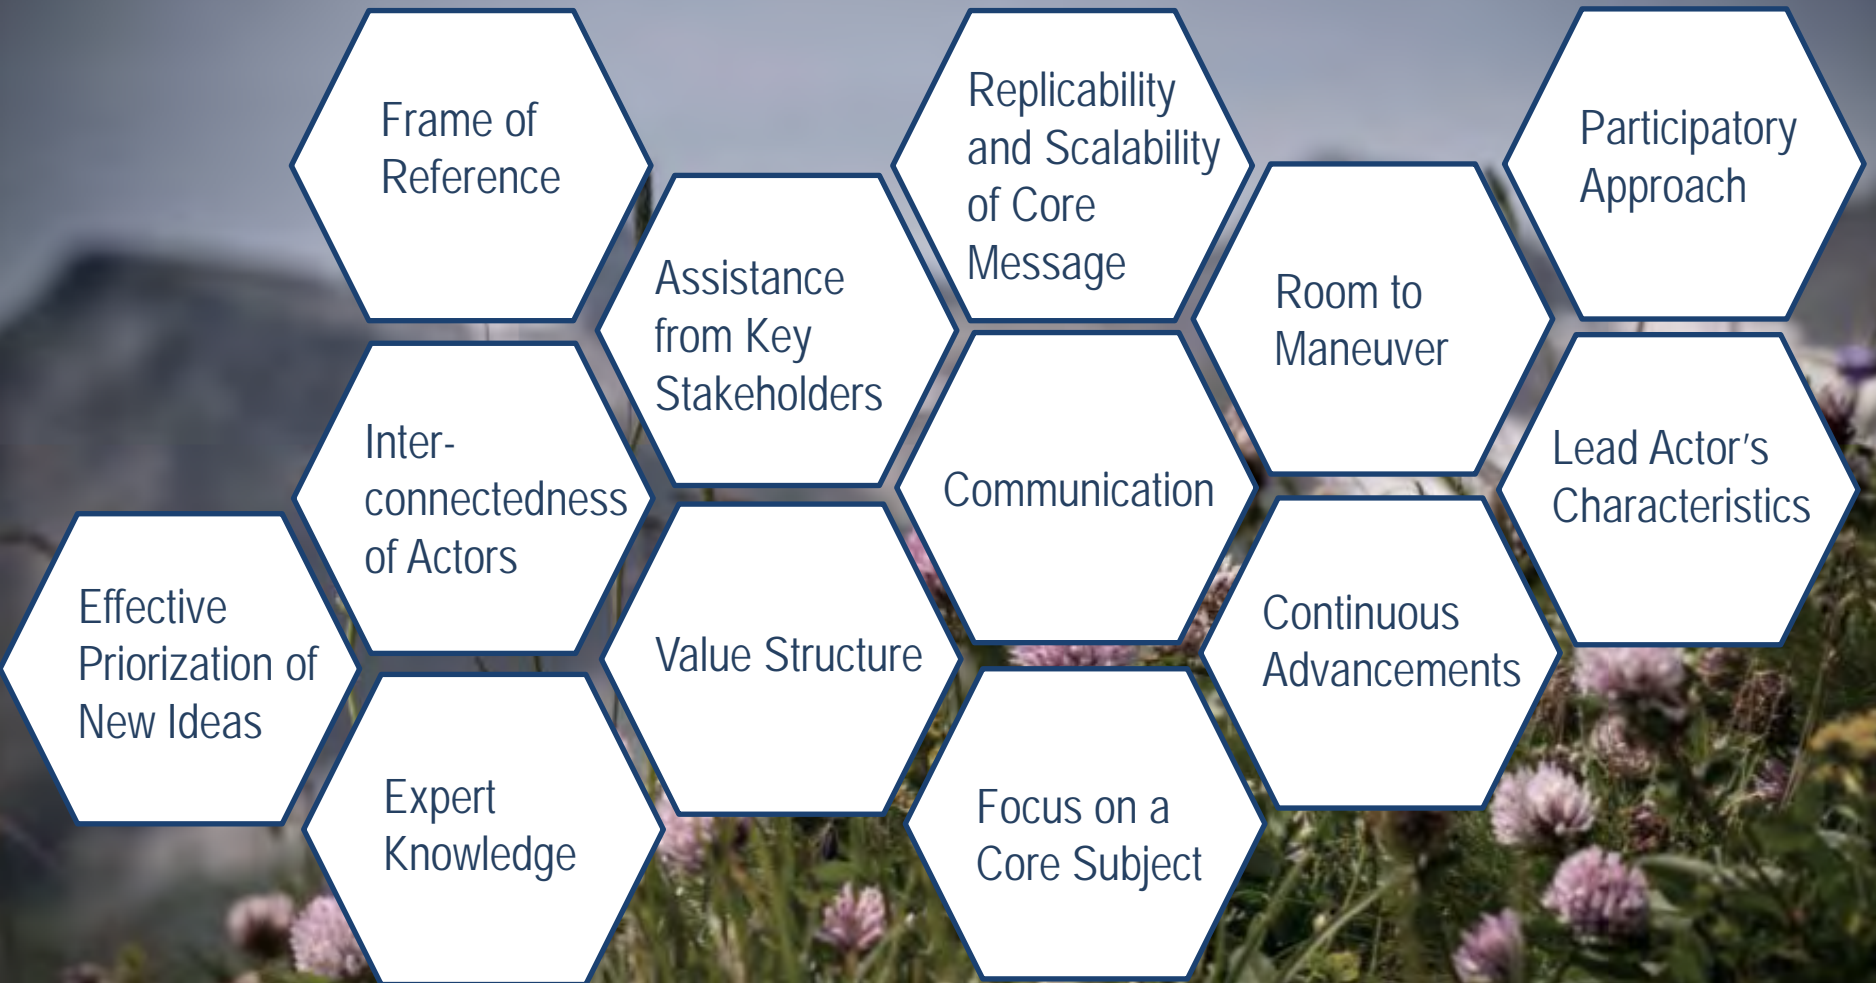 Frame of
Reference
Replicability
and Scalability
of Core
Message
Participatory
Approach
Assistance
from Key
Stakeholders
Room to
Maneuver
Inter-
connectedness
of Actors
Communication
Lead Actor's
Characteristics
Effective
Priorization of
New Ideas
Value Structure
Continuous
Advancements
Expert
Knowledge
Focus on a
Core Subject